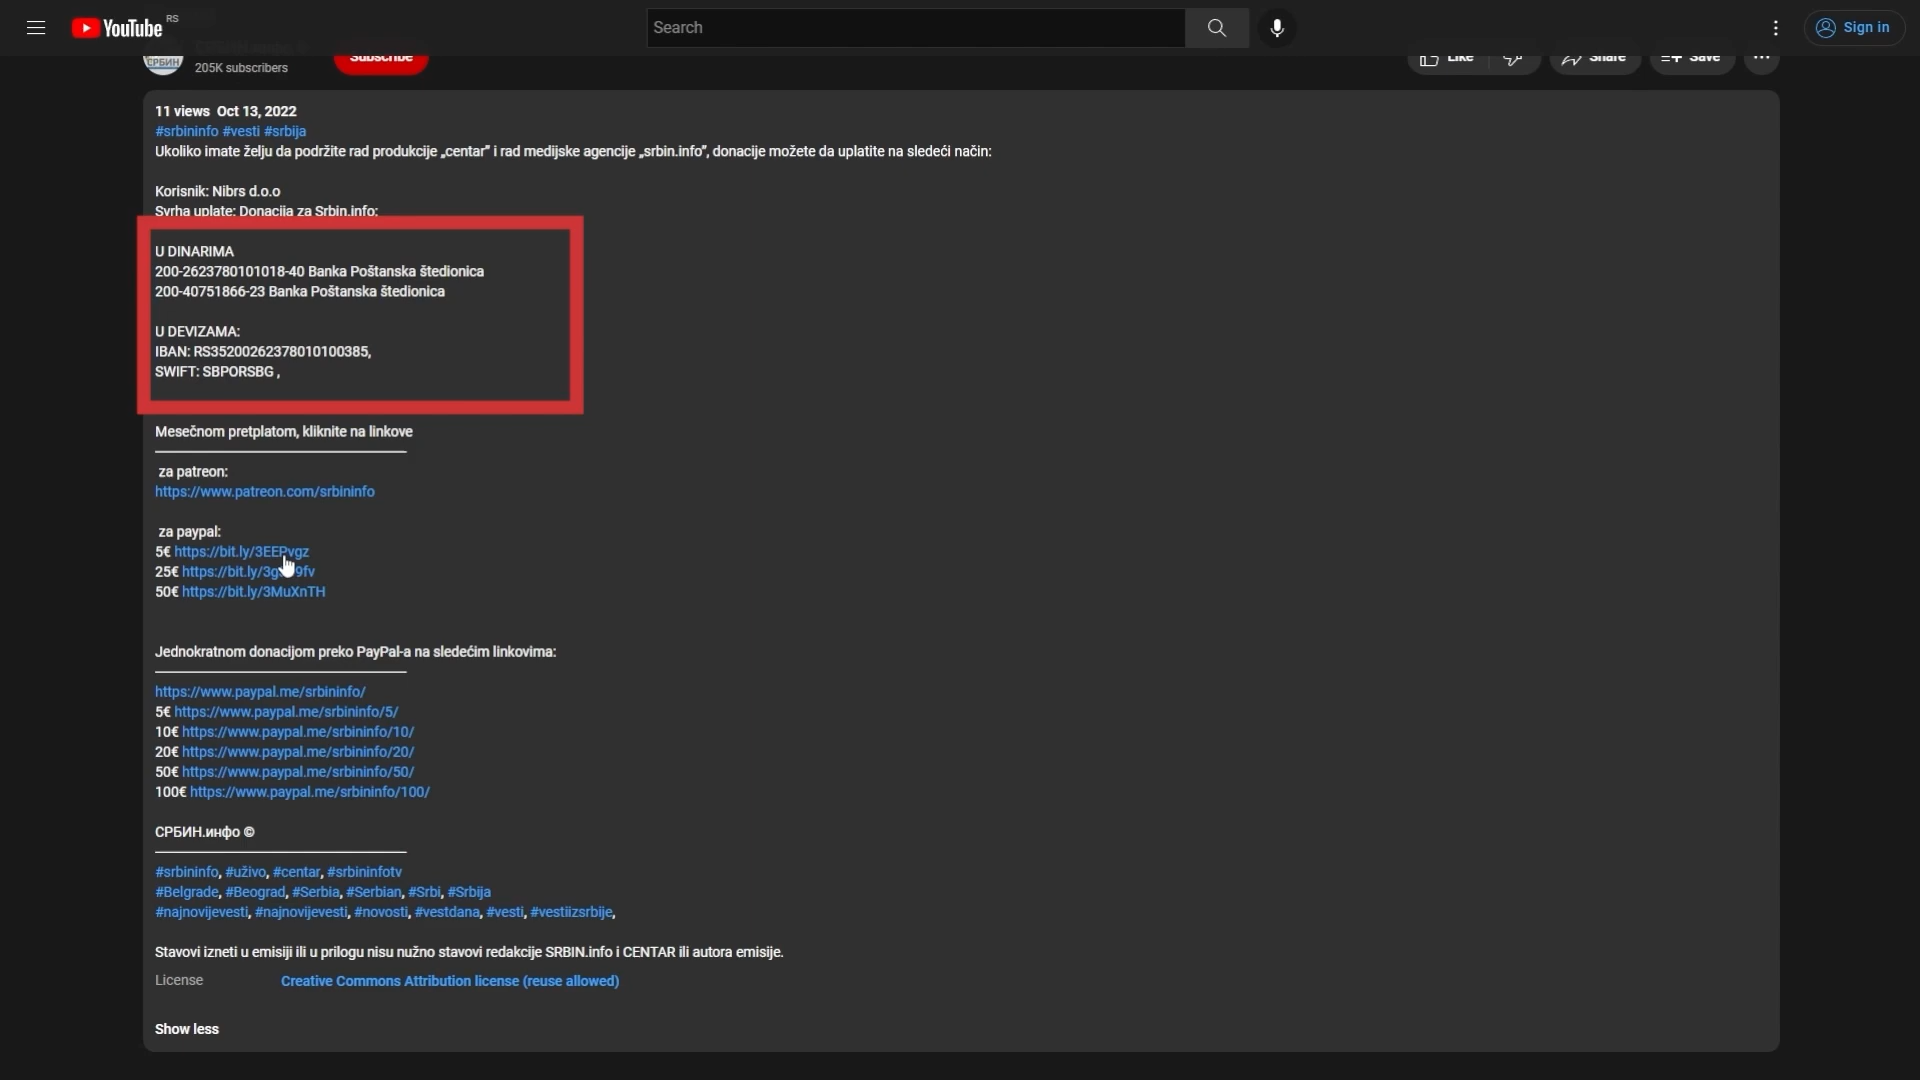 YouTube RS
Search
Sign in
СРБИН
205K subscribers
Subscribe
Like
Share
Save
11 views Oct 13, 2022
#srbininfo #vesti #srbija
Ukoliko imate želju da podržite rad produkcije „centar” i rad medijske agencije „srbin.info”, donacije možete da uplatite na sledeći način:
Korisnik: Nibrs d.o.o
Svrha uplate: Donacija za Srbin.info:
U DINARIMA
200-2623780101018-40 Banka Poštanska štedionica
200-40751866-23 Banka Poštanska štedionica
U DEVIZAMA:
IBAN: RS35200262378010100385,
SWIFT: SBPORSBG ,
Mesečnom pretplatom, kliknite na linkove
za patreon:
https://www.patreon.com/srbininfo
za paypal:
5€ https://bit.ly/3EEPvgz
25€
50€ https://bit.ly/3MuXnTH
Jednokratnom donacijom preko PayPal-a na sledećim linkovima:
https://www.paypal.me/srbininfo/
5€ https://www.paypal.me/srbininfo/5/
10€ https://www.paypal.me/srbininfo/10/
20€ https://www.paypal.me/srbininfo/20/
50€ https://www.paypal.me/srbininfo/50/
100€ https://www.paypal.me/srbininfo/100/
СРБИН.инфо ©
#srbininfo, #uživo, #centar, #srbininfotv
#Belgrade, #Beograd, #Serbia, #Serbian, #Srbi, #Srbija
#najnovijevesti, #najnovijevesti, #novosti, #vestdana, #vesti, #vestiizsrbije,
Stavovi izneti u emisiji ili u prilogu nisu nužno stavovi redakcije SRBIN.info i CENTAR ili autora emisije.
License Creative Commons Attribution license (reuse allowed)
Show less